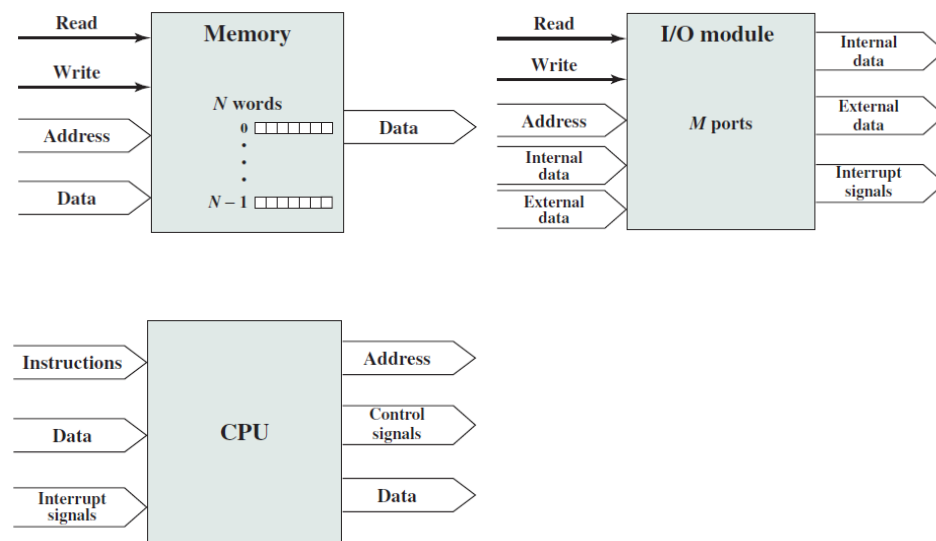 Read
Write
Address
Data
Memory
N words
0
N – 1
Data
Read
Write
Address
Internal
data
External
data
I/O module
M ports
Internal
data
External
data
Interrupt
signals
Instructions
Data
Interrupt
signals
CPU
Address
Control
signals
Data